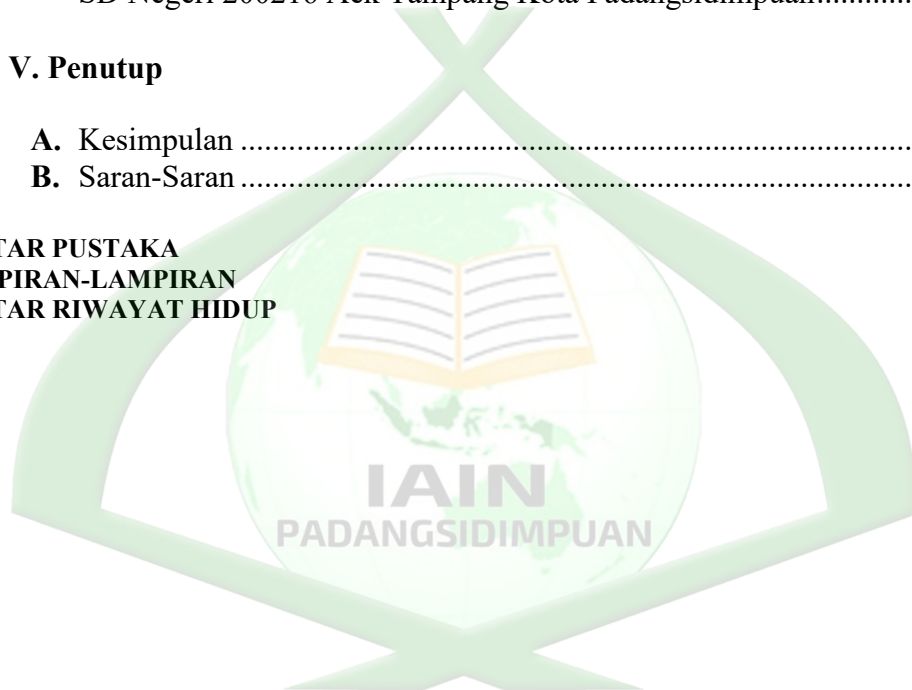 V. Penutup
A. Kesimpulan ....................................................................................................
B. Saran-Saran ....................................................................................................
TAR PUSTAKA
PIRAN-LAMPIRAN
TAR RIWAYAT HIDUP
IAIN
PADANGSIDIMPUAN